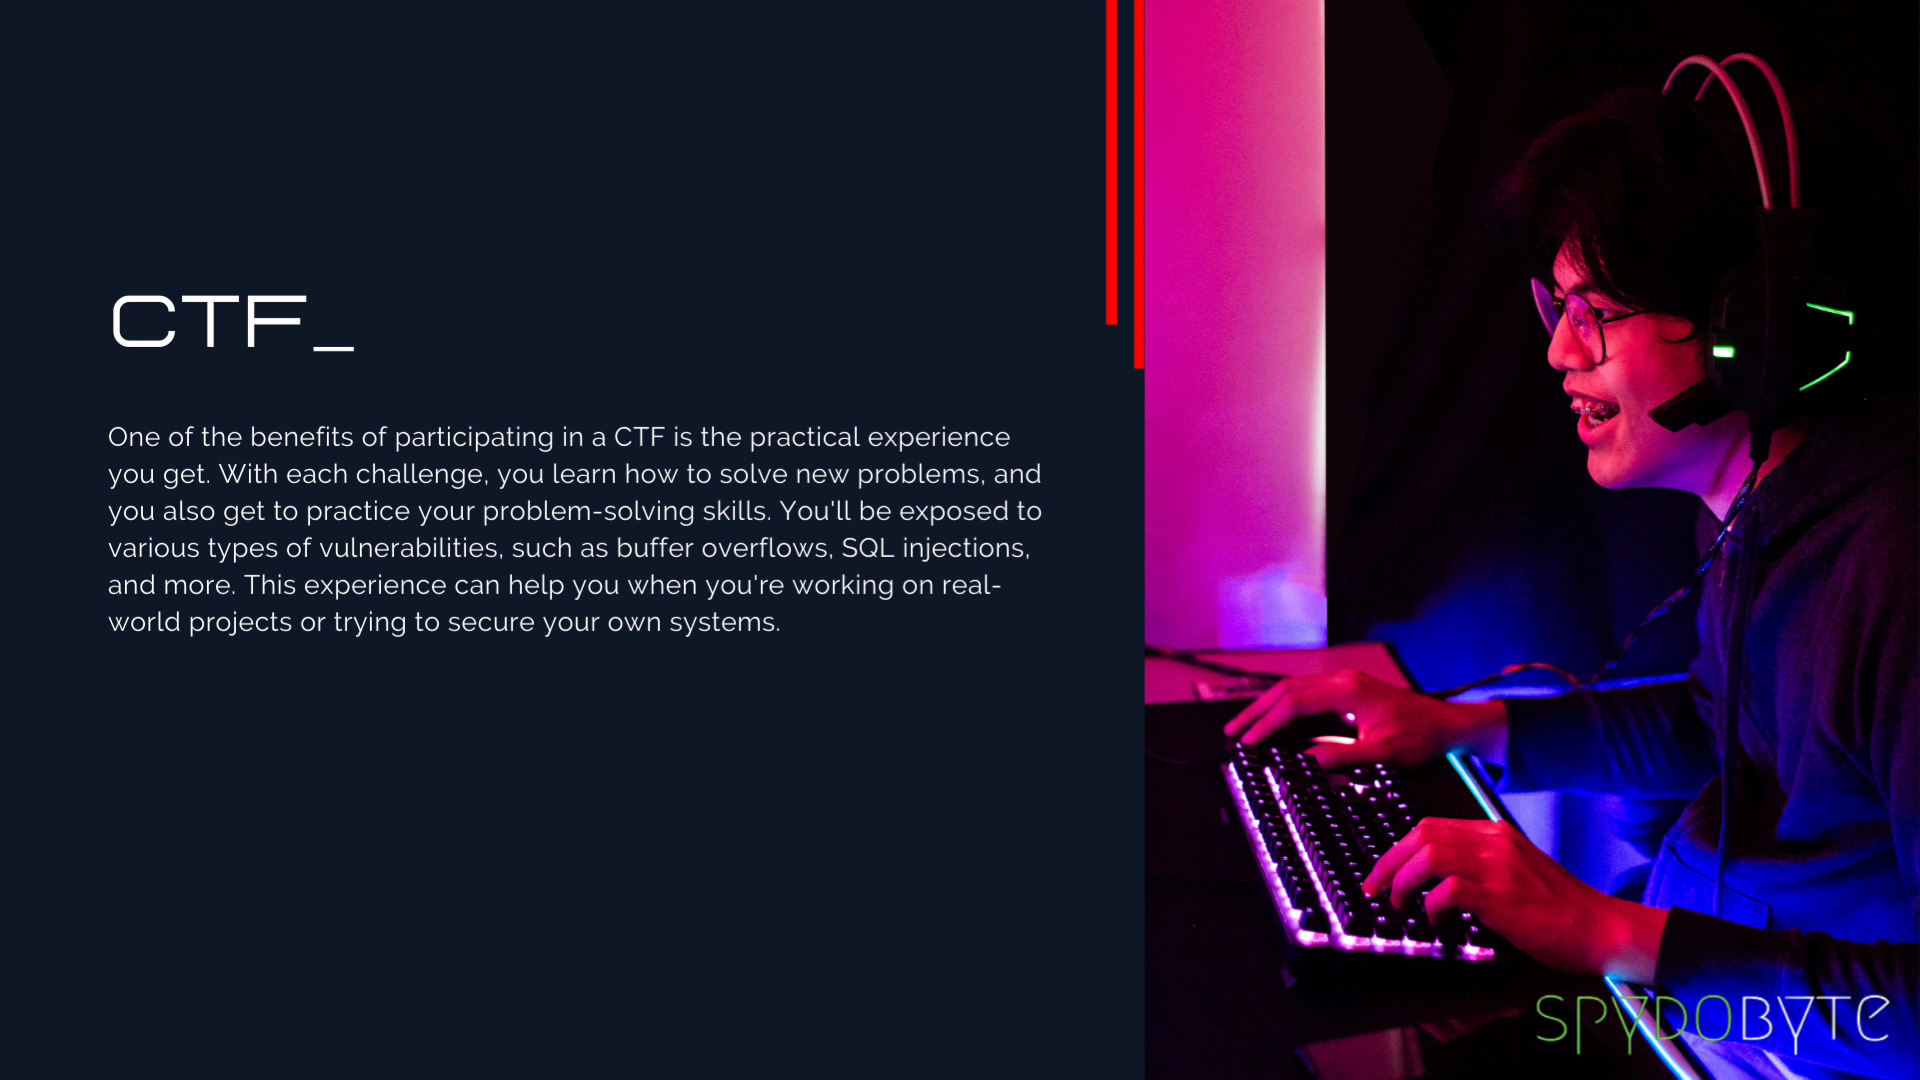 CTF_
One of the benefits of participating in a CTF is the practical experience
you get. With each challenge, you learn how to solve new problems, and
you also get to practice your problem-solving skills. You'll be exposed to
various types of vulnerabilities, such as buffer overflows, SQL injections,
and more. This experience can help you when you're working on real-
world projects or trying to secure your own systems.
SPYDOBYTE